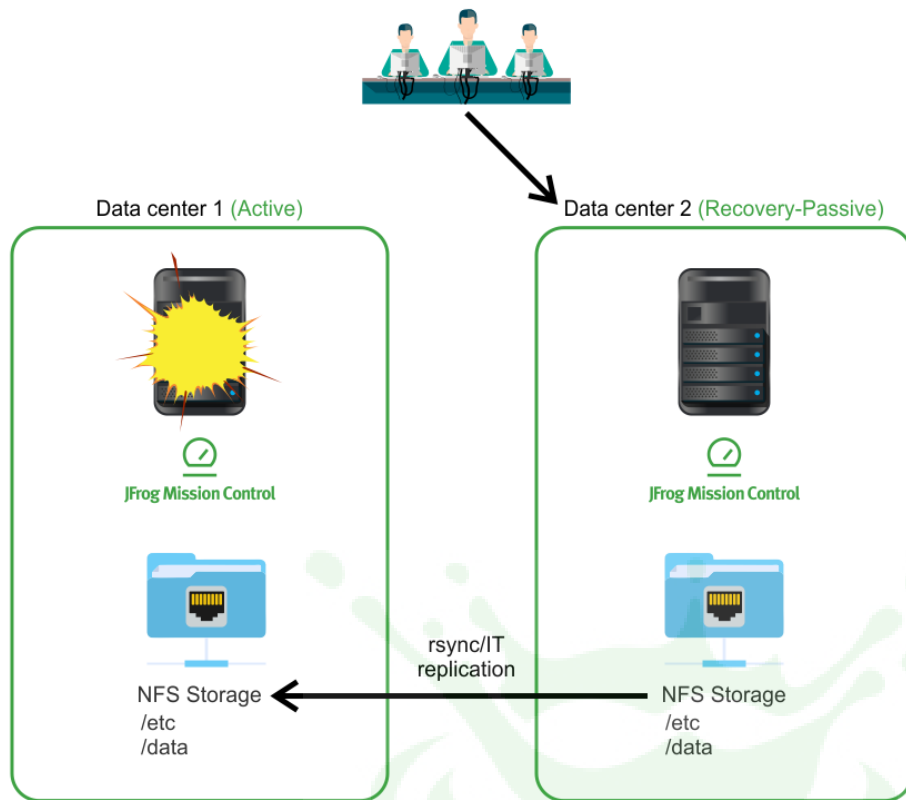 Data center 1 (Active)
Data center 2 (Recovery-Passive)
JFrog Mission Control
JFrog Mission Control
rsync/IT
replication
NFS Storage
/etc
/data
NFS Storage
/etc
/data